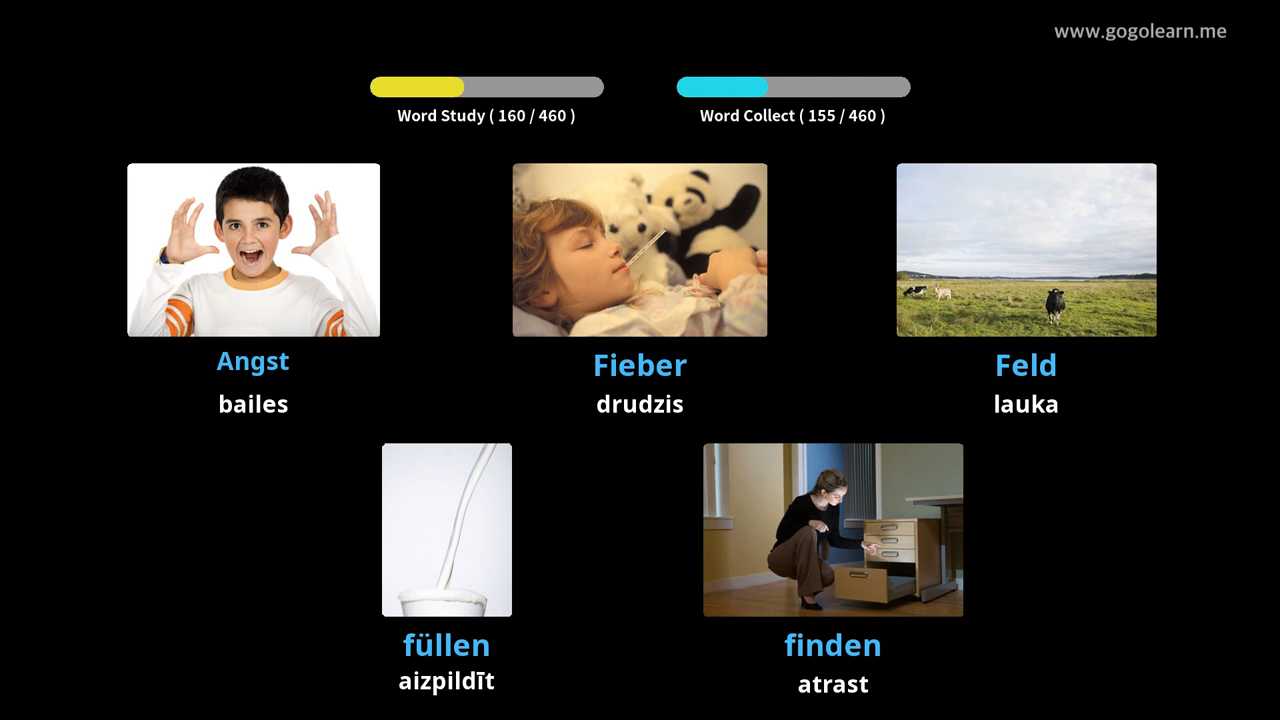 www.gogolearn.me
Word Study ( 160 / 460 )
Word Collect ( 155 / 460 )
Angst
Fieber
Feld
bailes
drudzis
lauka
füllen
finden
aizpildīt
atrast